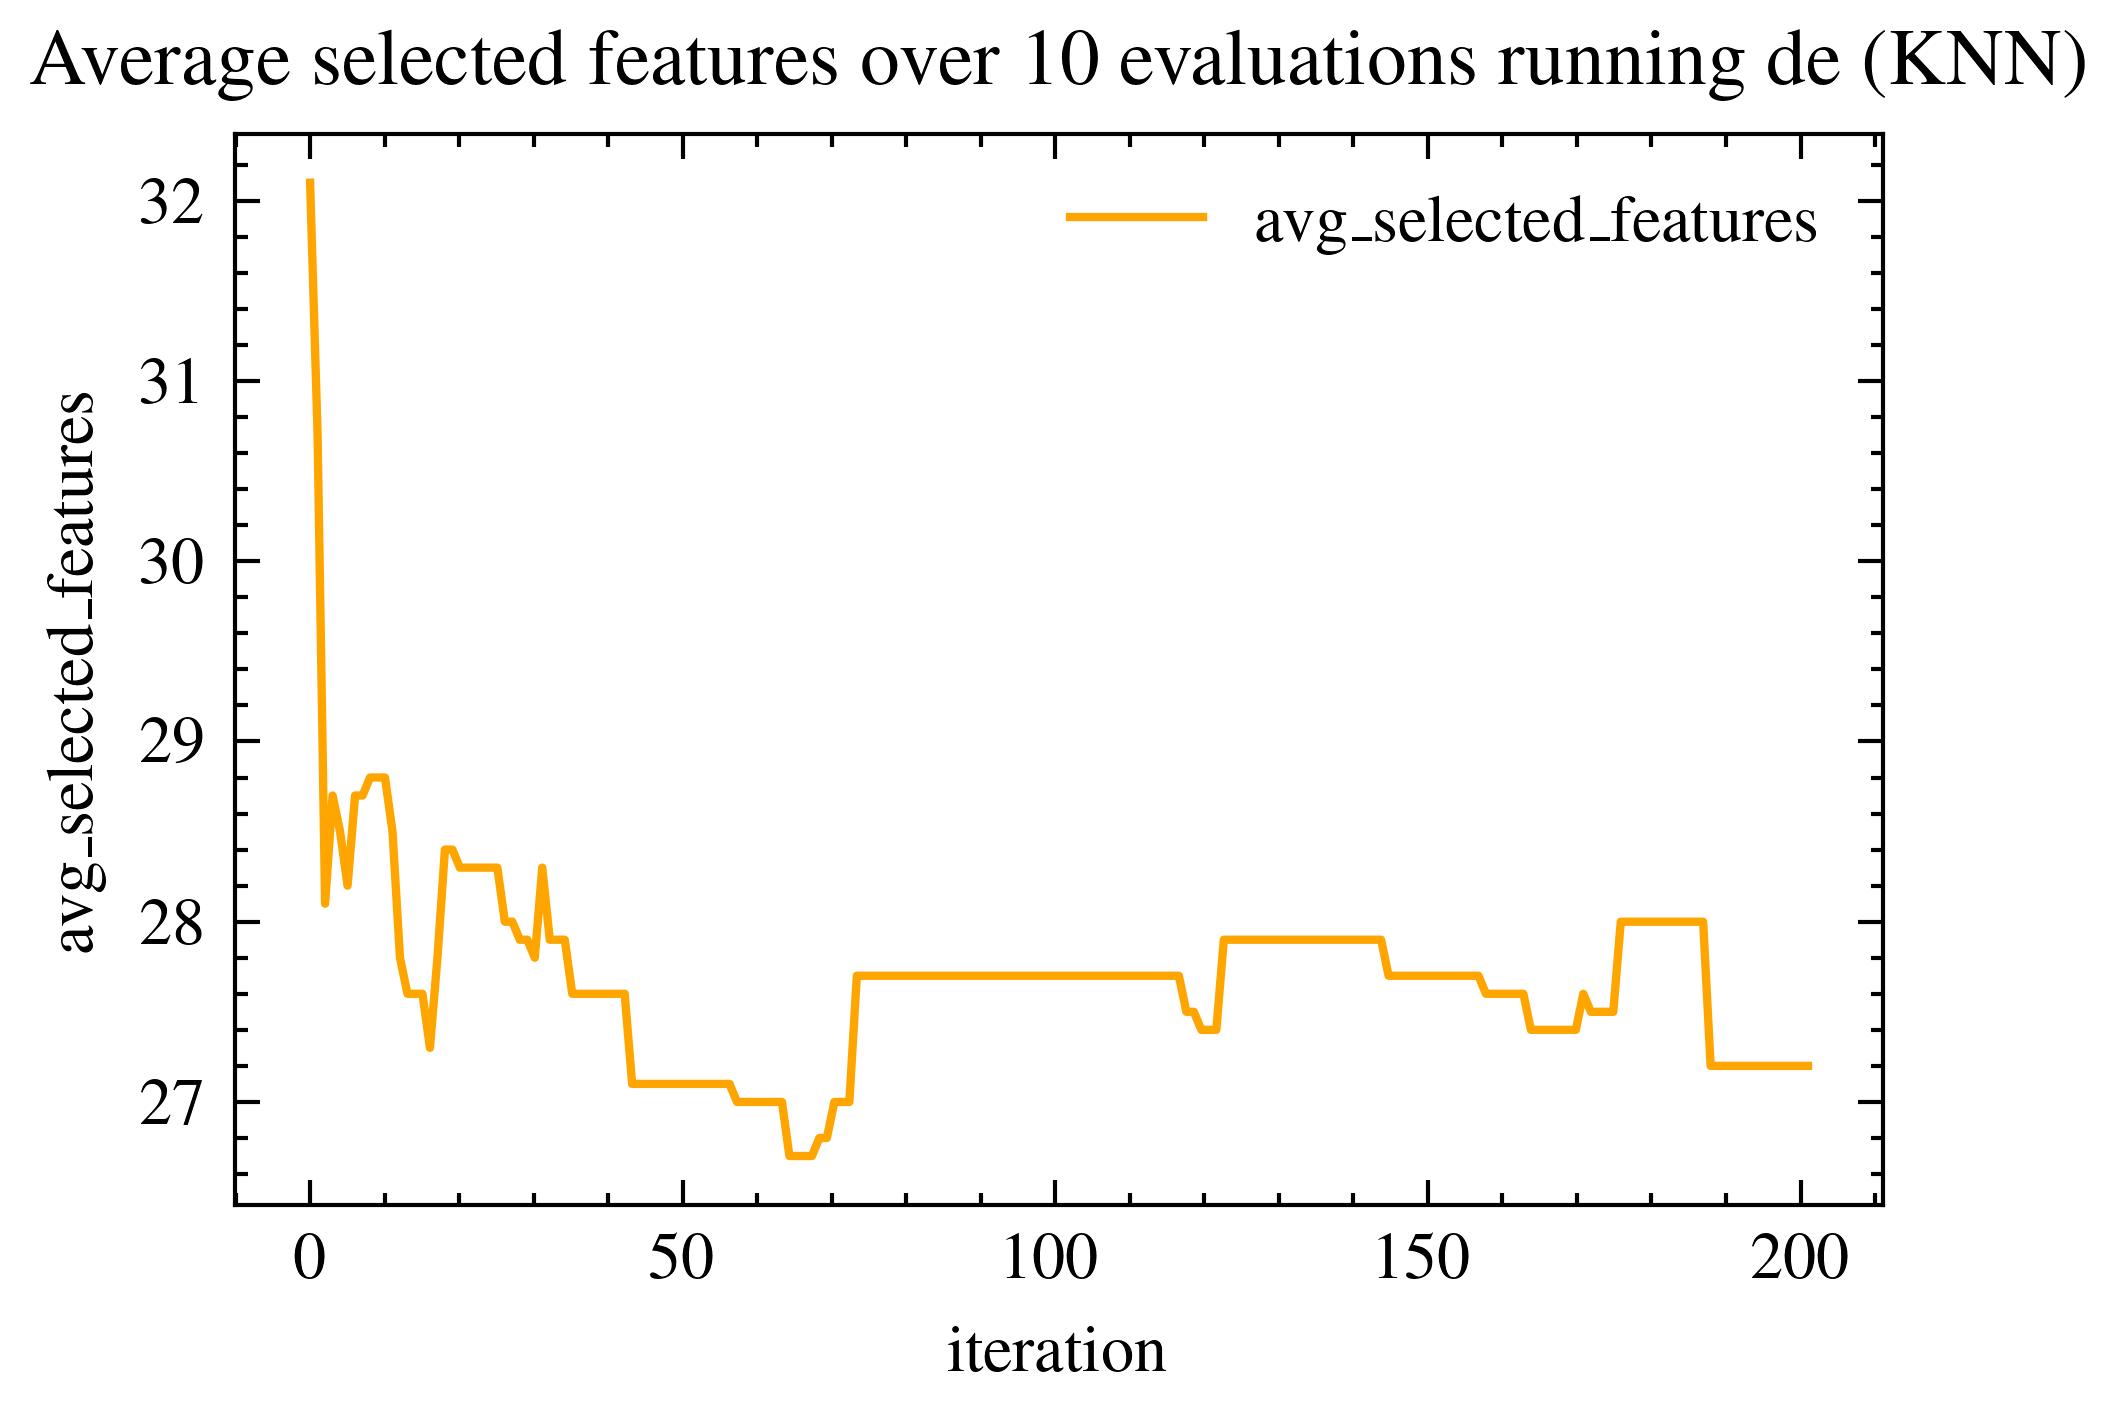 Average selected features over 10 evaluations running de (KNN)
avg_selected_features
32
31
30
29
28
27
avg_selected_features
0 50 100 150 200
iteration